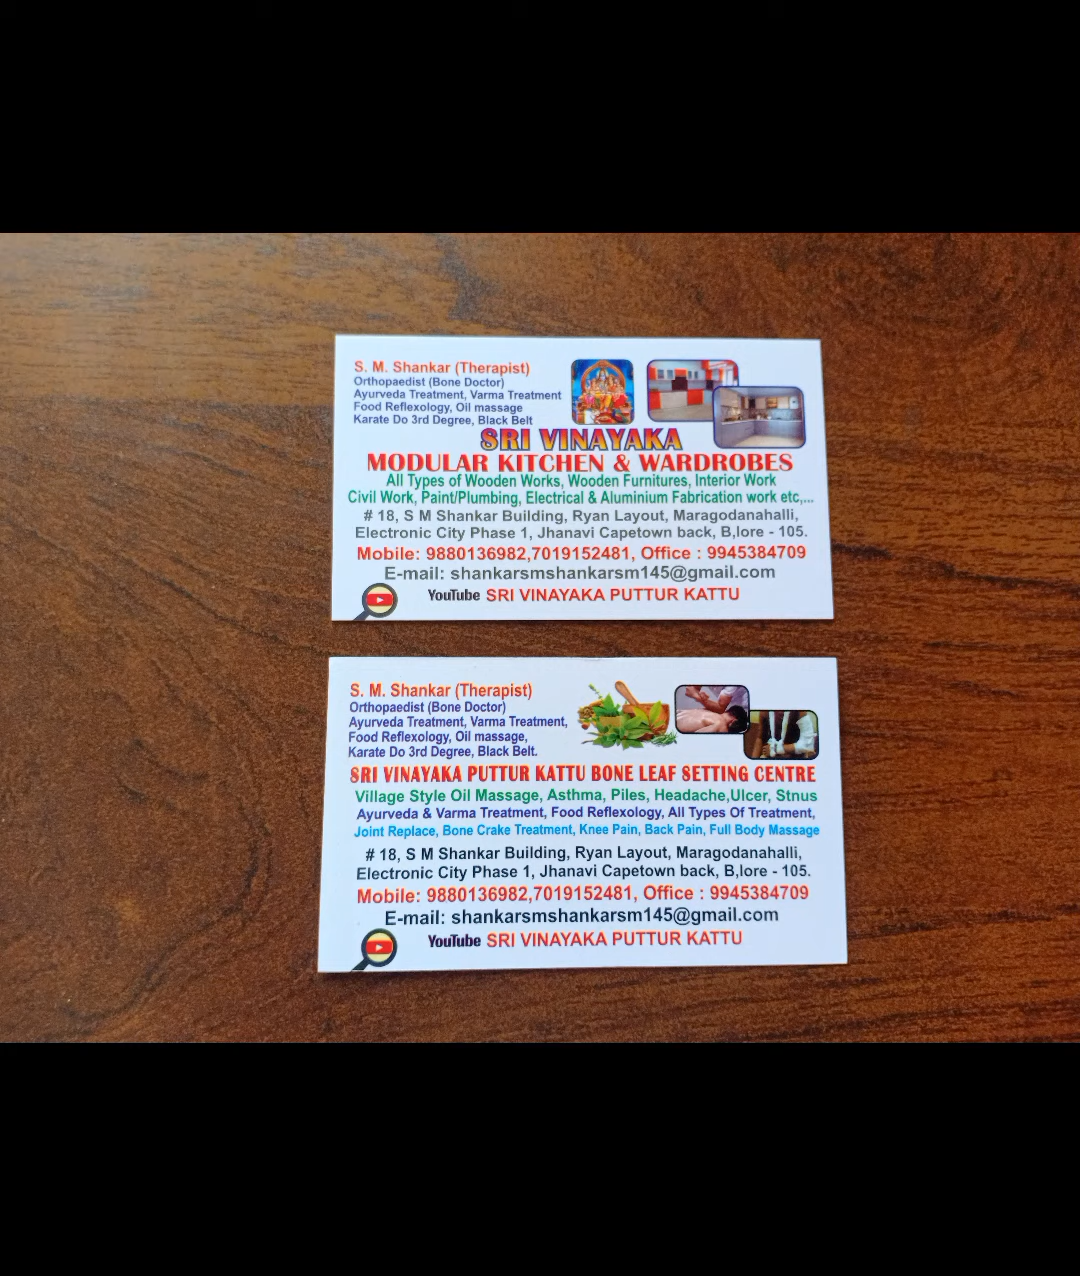 S. M. Shankar (Therapist)
Orthopaedist (Bone Doctor)
Ayurveda Treatment, Varma Treatment
Food Reflexology, Oil massage
Karate Do 3rd Degree, Black Belt
SRI VINAYAKA
MODULAR KITCHEN & WARDROBES
All Types of Wooden Works, Wooden Furnitures, Interior Work
Civil Work, Paint/Plumbing, Electrical & Aluminium Fabrication work etc,...
# 18, S M Shankar Building, Ryan Layout, Maragodanahalli,
Electronic City Phase 1, Jhanavi Capetown back, B,lore - 105.
Mobile: 9880136982,7019152481, Office : 9945384709
E-mail: shankarsmshankarsm145@gmail.com
YouTube SRI VINAYAKA PUTTUR KATTU
S. M. Shankar (Therapist)
Orthopaedist (Bone Doctor)
Ayurveda Treatment, Varma Treatment,
Food Reflexology, Oil massage,
Karate Do 3rd Degree, Black Belt.
SRI VINAYAKA PUTTUR KATTU BONE LEAF SETTING CENTRE
Village Style Oil Massage, Asthma, Piles, Headache,Ulcer, Stnus
Ayurveda & Varma Treatment, Food Reflexology, All Types Of Treatment,
Joint Replace, Bone Crake Treatment, Knee Pain, Back Pain, Full Body Massage
# 18, S M Shankar Building, Ryan Layout, Maragodanahalli,
Electronic City Phase 1, Jhanavi Capetown back, B,lore - 105.
Mobile: 9880136982,7019152481, Office : 9945384709
E-mail: shankarsmshankarsm145@gmail.com
YouTube SRI VINAYAKA PUTTUR KATTU